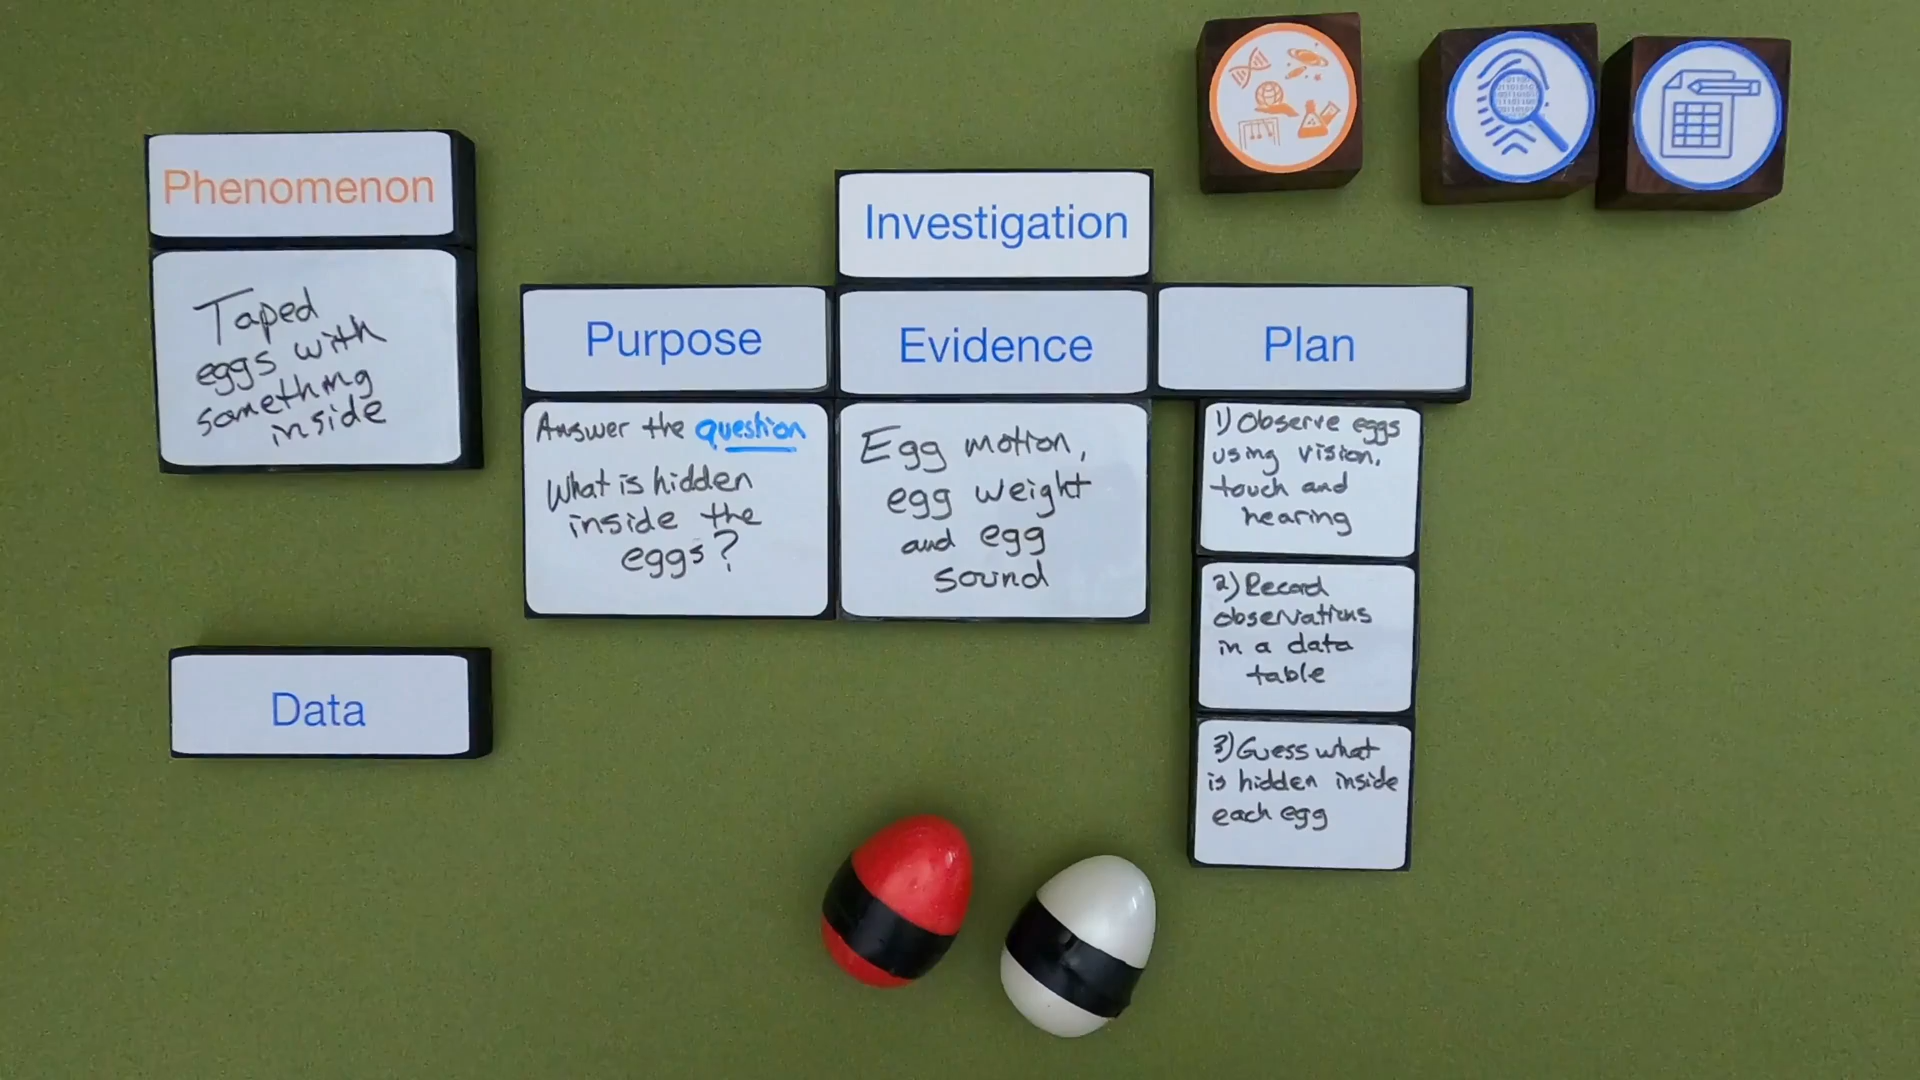 Phenomenon
Taped
eggs with
something
inside
Investigation
Purpose
Answer the question
What is hidden
inside the
eggs?
Evidence
Egg motion,
egg weight
and egg
sound
Plan
1) Observe eggs
using vision,
touch and
hearing
2) Record
observations
in a data
table
3) Guess what
is hidden inside
each egg
Data